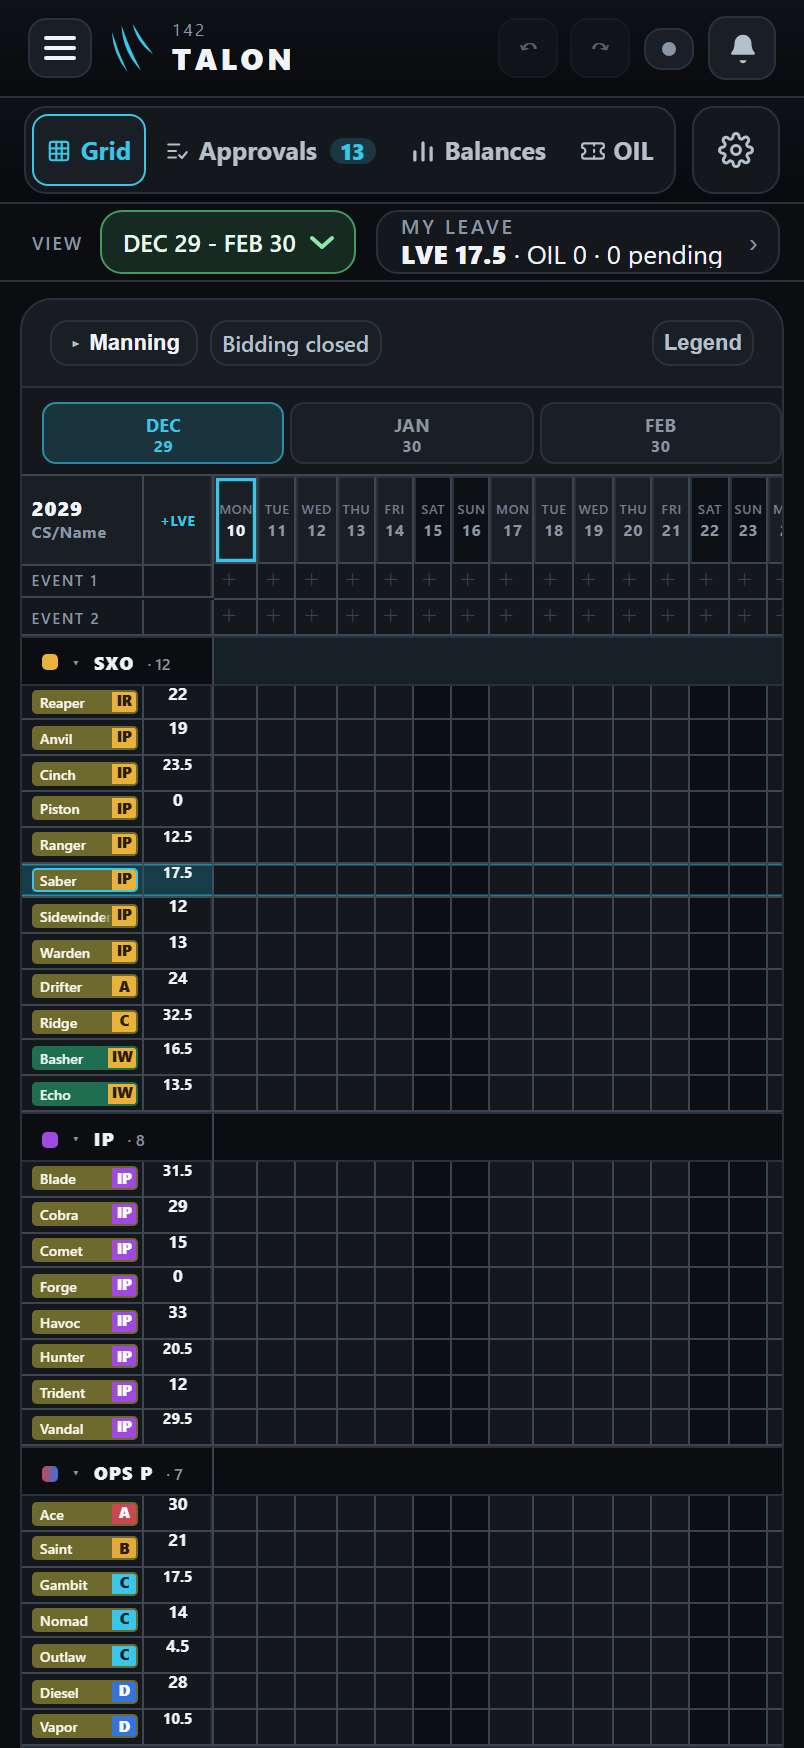 142
TALON
Grid
Approvals 13
Balances
OIL
VIEW
DEC 29 - FEB 30
MY LEAVE
LVE 17.5 · OIL 0 · 0 pending
Manning
Bidding closed
Legend
DEC
29
JAN
30
FEB
30
2029
CS/Name
+LVE
MON TUE WED THU FRI SAT SUN MON TUE WED THU FRI SAT SUN M
10 11 12 13 14 15 16 17 18 19 20 21 22 23
EVENT 1 + + + + + + + + + + + + + +
EVENT 2 + + + + + + + + + + + + + +
SXO · 12
Reaper IR 22
Anvil IP 19
Cinch IP 23.5
Piston IP 0
Ranger IP 12.5
Saber IP 17.5
Sidewinder IP 12
Warden IP 13
Drifter A 24
Ridge C 32.5
Basher IW 16.5
Echo IW 13.5
IP · 8
Blade IP 31.5
Cobra IP 29
Comet IP 15
Forge IP 0
Havoc IP 33
Hunter IP 20.5
Trident IP 12
Vandal IP 29.5
OPS P · 7
Ace A 30
Saint B 21
Gambit C 17.5
Nomad C 14
Outlaw C 4.5
Diesel D 28
Vapor D 10.5